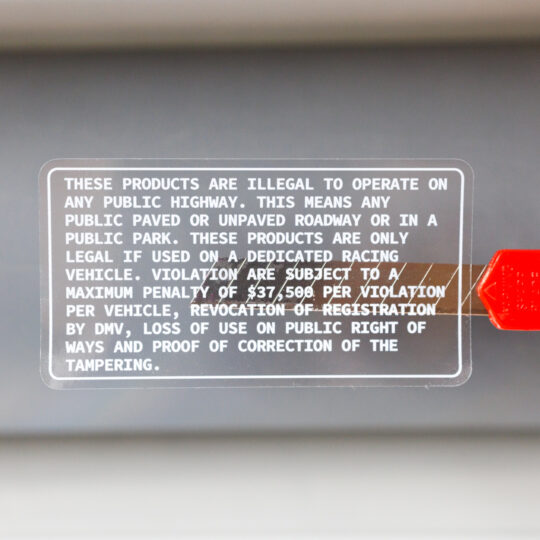 THESE PRODUCTS ARE ILLEGAL TO OPERATE ON
ANY PUBLIC HIGHWAY. THIS MEANS ANY
PUBLIC PAVED OR UNPAVED ROADWAY OR IN A
PUBLIC PARK. THESE PRODUCTS ARE ONLY
LEGAL IF USED ON A DEDICATED RACING
VEHICLE. VIOLATION ARE SUBJECT TO A
MAXIMUM PENALTY OF $37,500 PER VIOLATION
PER VEHICLE, REVOCATION OF REGISTRATION
BY DMV, LOSS OF USE ON PUBLIC RIGHT OF
WAYS AND PROOF OF CORRECTION OF THE
TAMPERING.